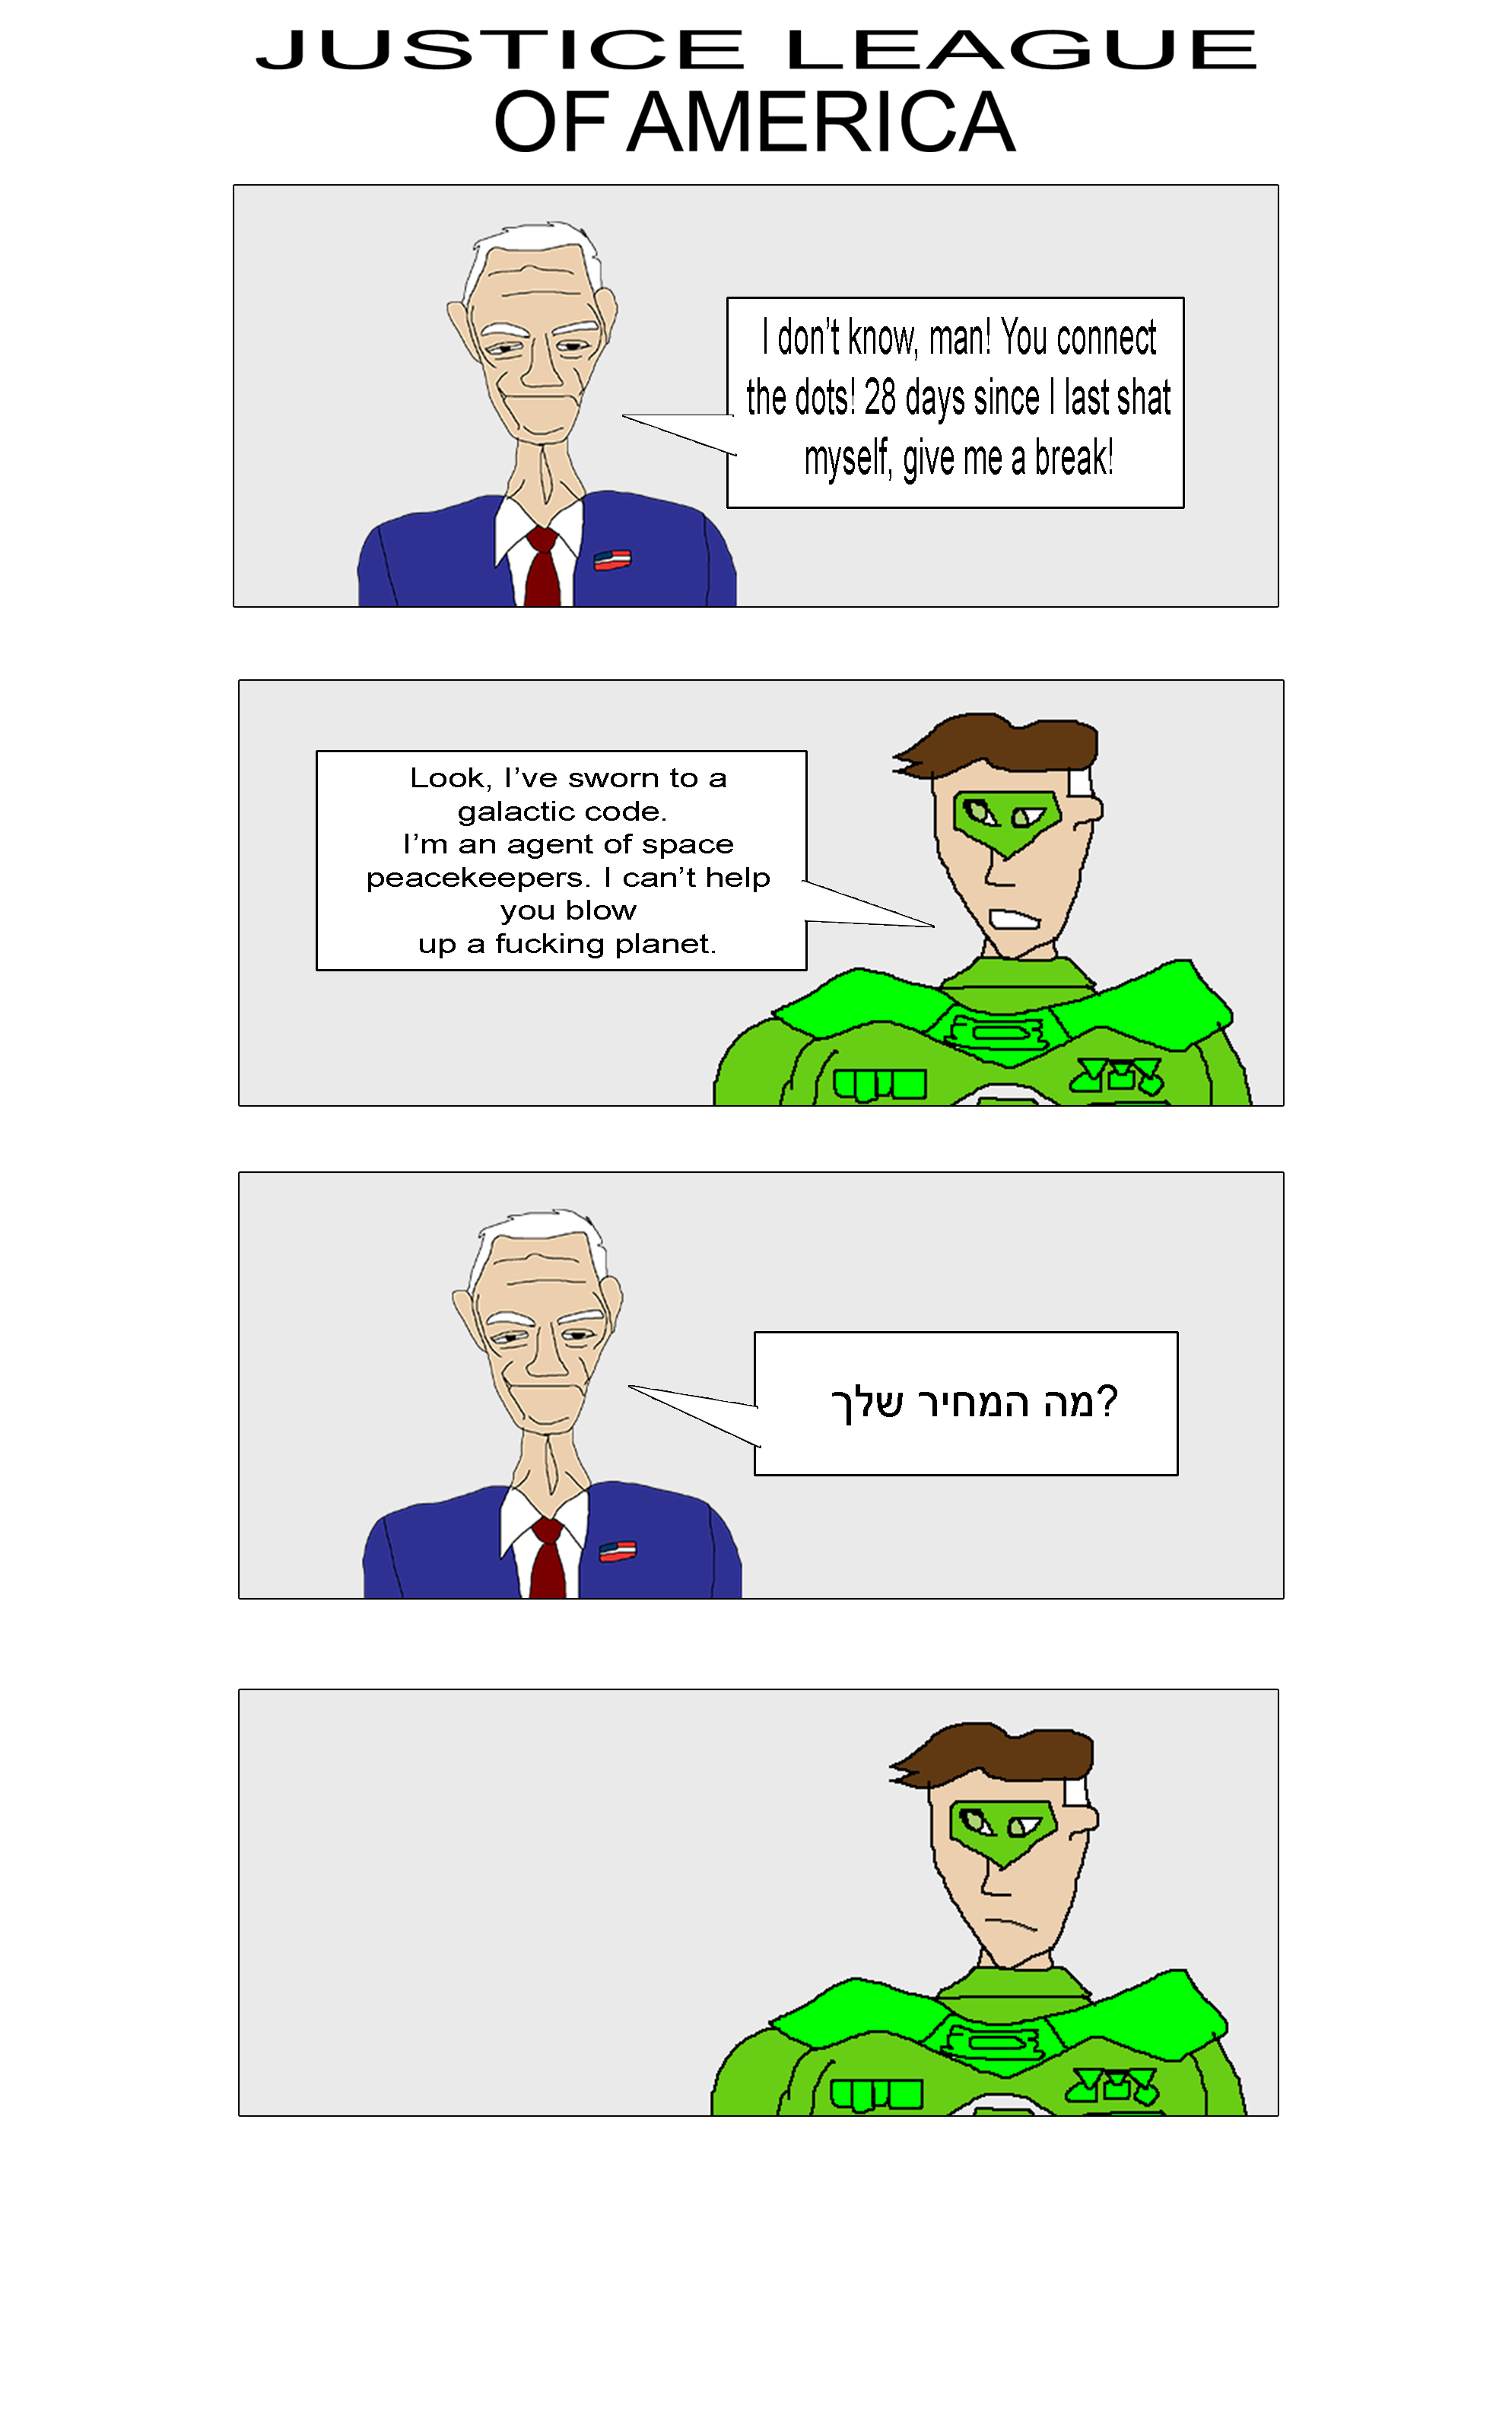 JUSTICE LEAGUE
OF AMERICA
I don't know, man! You connect
the dots! 28 days since I last shat
myself, give me a break!
Look, I've sworn to a
galactic code.
I'm an agent of space
peacekeepers. I can't help
you blow
up a fucking planet.
?מה המחיר שלך